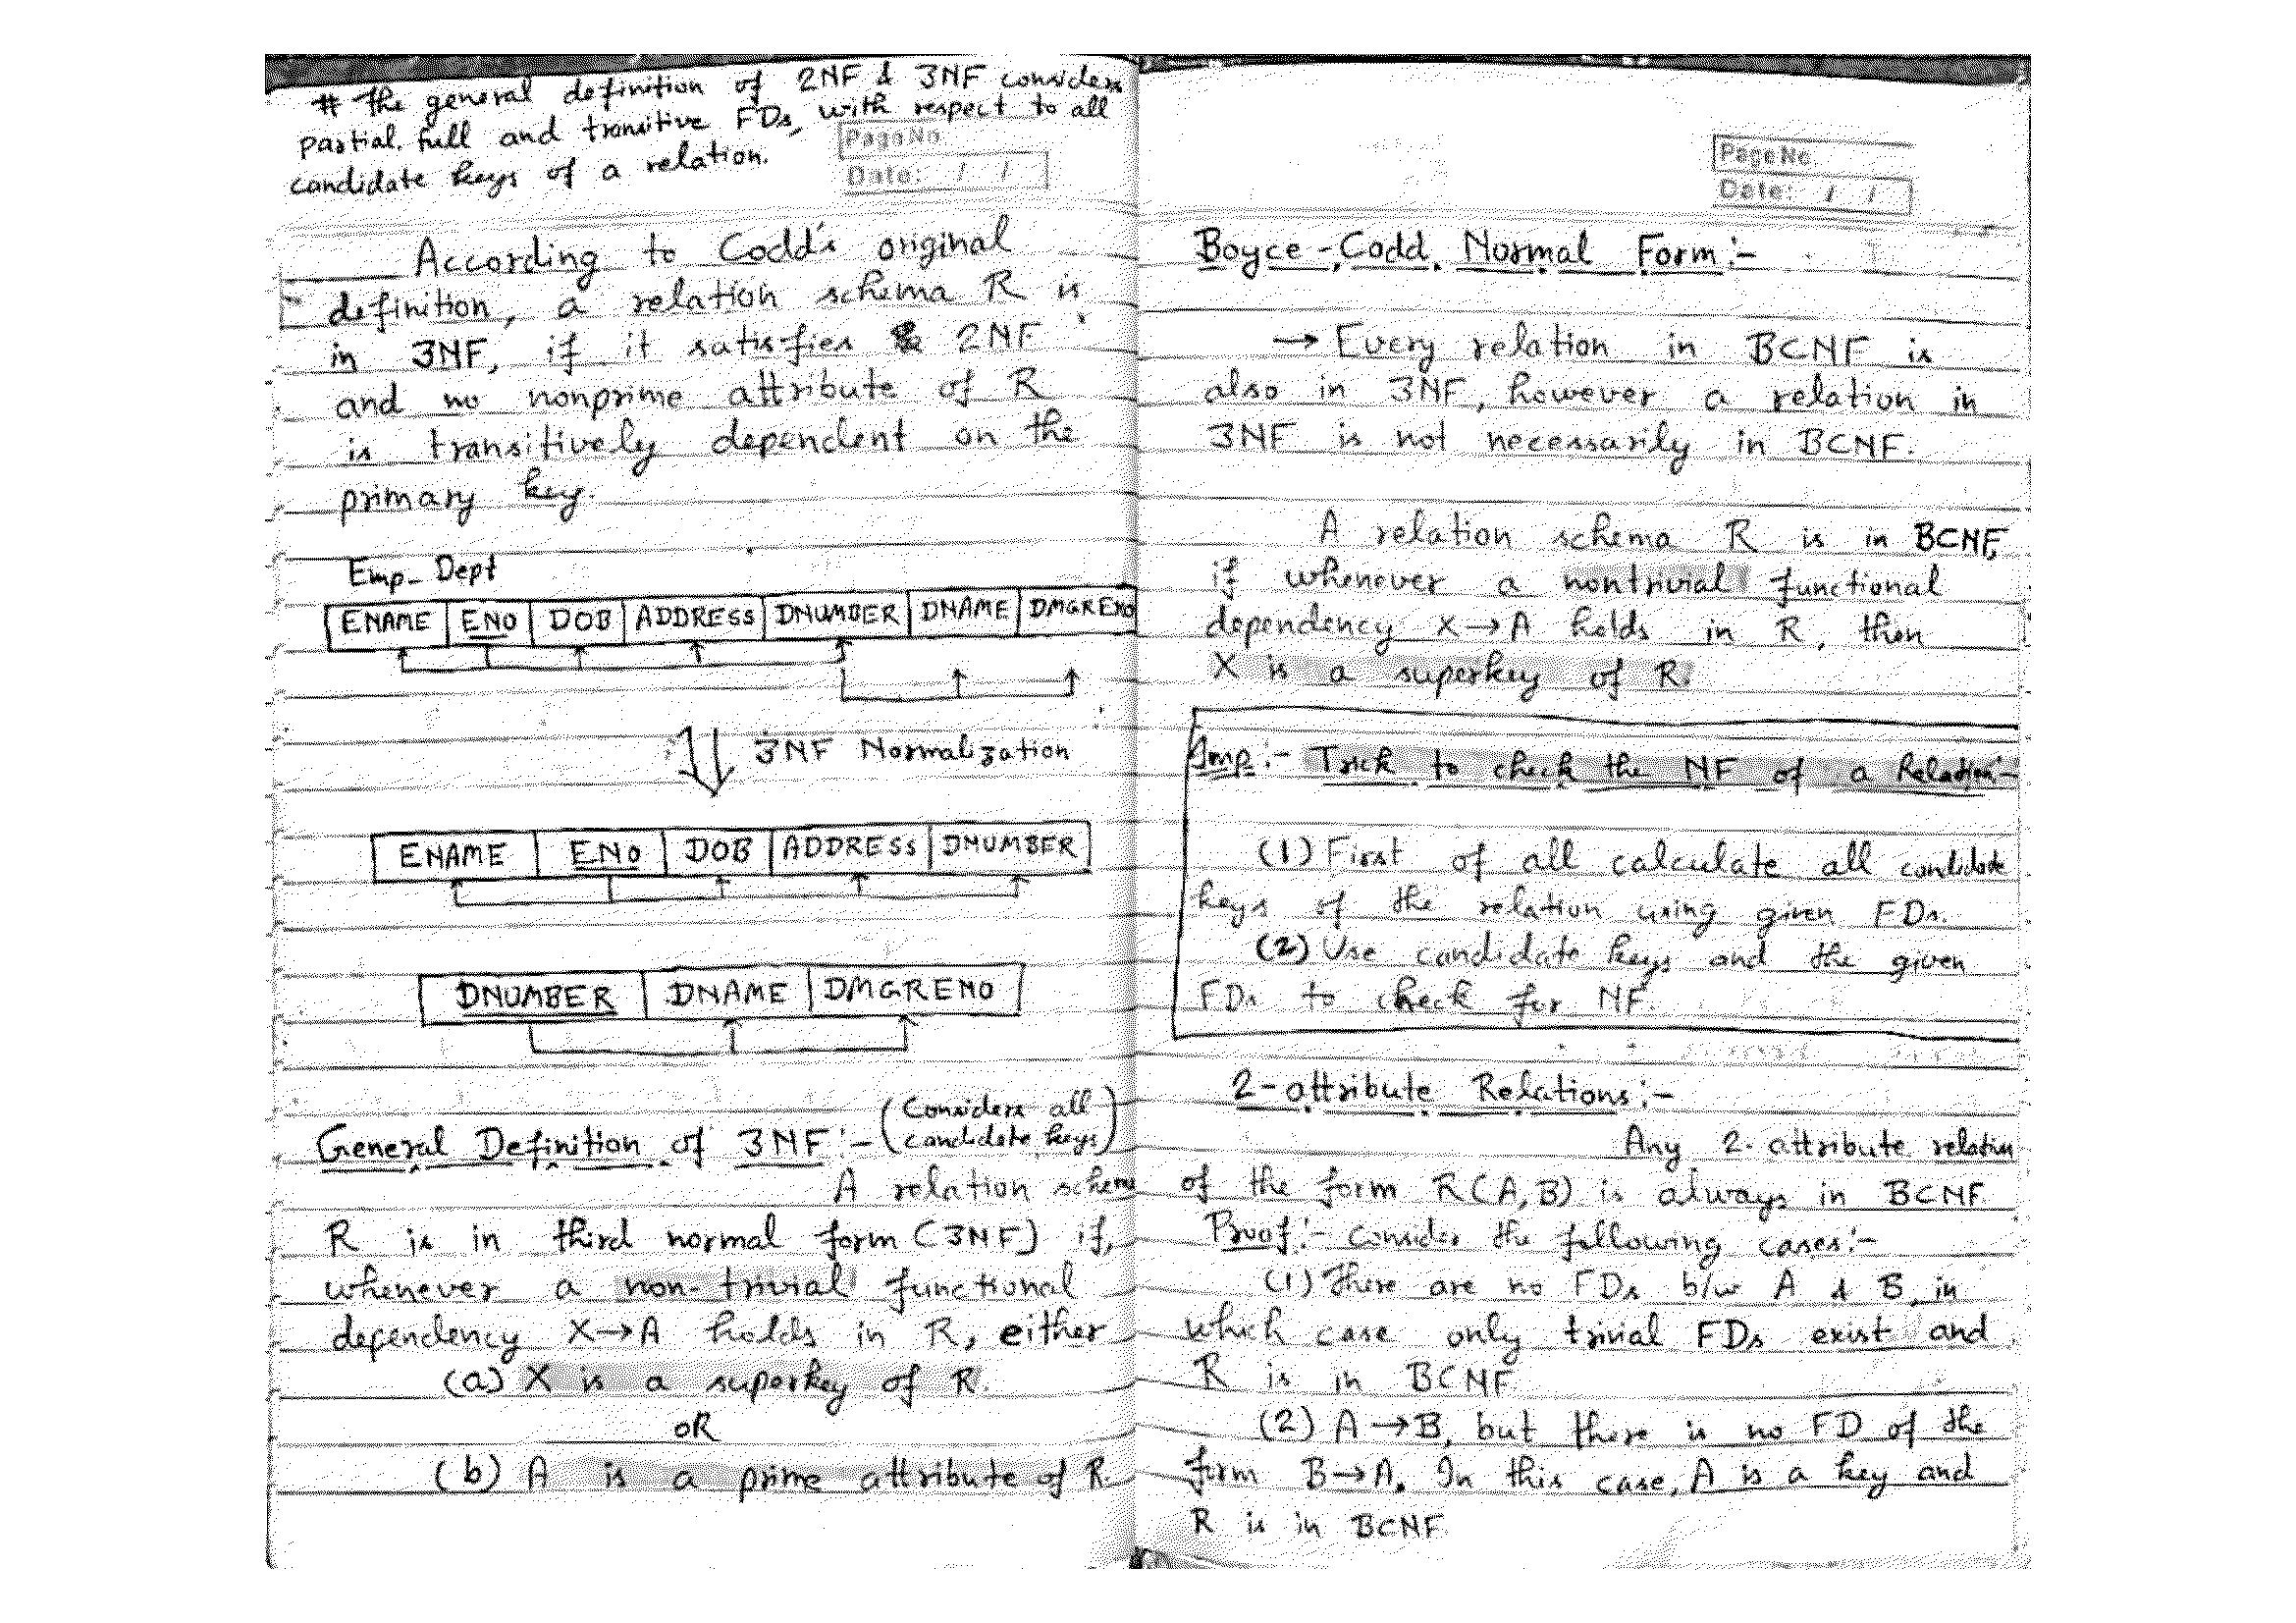 # The general definition of 2NF & 3NF considers
partial, full and transitive FDs, with respect to all
candidate keys of a relation.
Page No.
Date: / /
According to Codd's original
definition, a relation schema R is
in 3NF, if it satisfies 2NF
and no nonprime attribute of R
is transitively dependent on the
primary key.
Emp_Dept
ENAME ENO DOB ADDRESS DNUMBER DNAME DMGRENO
3NF Normalization
ENAME ENO DOB ADDRESS DNUMBER
DNUMBER DNAME DMGRENO
General Definition of 3NF:- (Considers all
candidate keys)
A relation schema
R is in third normal form (3NF) if,
whenever a non-trivial functional
dependency X→A holds in R, either
(a) X is a superkey of R.
OR
(b) A is a prime attribute of R.
Page No.
Date: / /
Boyce-Codd Normal Form:-
→ Every relation in BCNF is
also in 3NF, however a relation in
3NF is not necessarily in BCNF.
A relation schema R is in BCNF,
if whenever a nontrivial functional
dependency X→A holds in R, then
X is a superkey of R.
Imp:- Trick to check the NF of a Relation:-
(1) First of all calculate all candidate
keys of the relation using given FDs.
(2) Use candidate keys and the given
FDs to check for NF.
2-attribute Relations:-
Any 2-attribute relation
of the form R(A,B) is always in BCNF
Proof:- Consider the following cases:-
(1) There are no FDs b/w A & B, in
which case only trivial FDs exist and
R is in BCNF.
(2) A→B, but there is no FD of the
form B→A. In this case, A is a key and
R is in BCNF